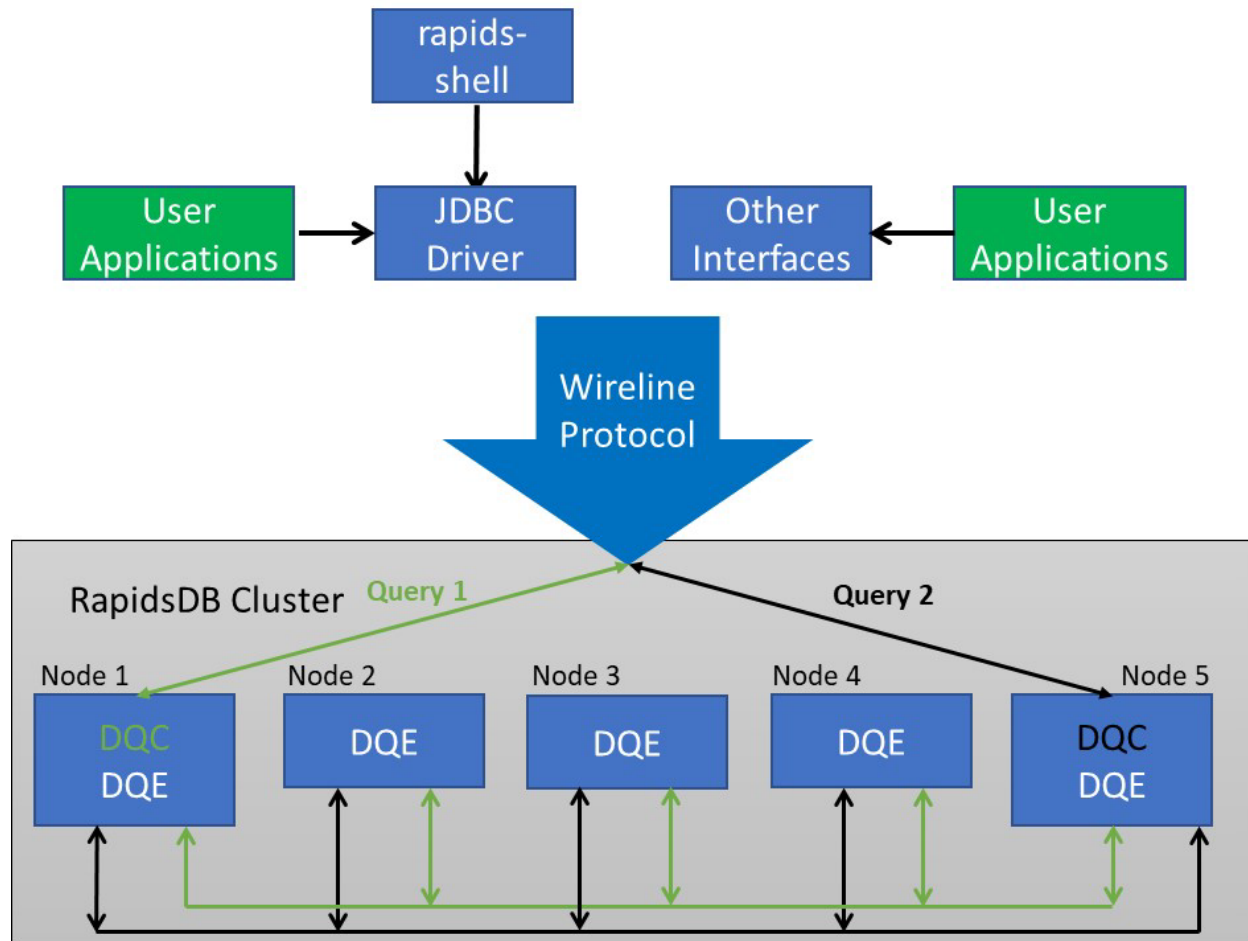 rapids-
shell
User
Applications
JDBC
Driver
Other
Interfaces
User
Applications
Wireline
Protocol
RapidsDB Cluster
Query 1
Query 2
Node 1
Node 2
Node 3
Node 4
Node 5
DQC
DQE
DQE
DQE
DQE
DQC
DQE